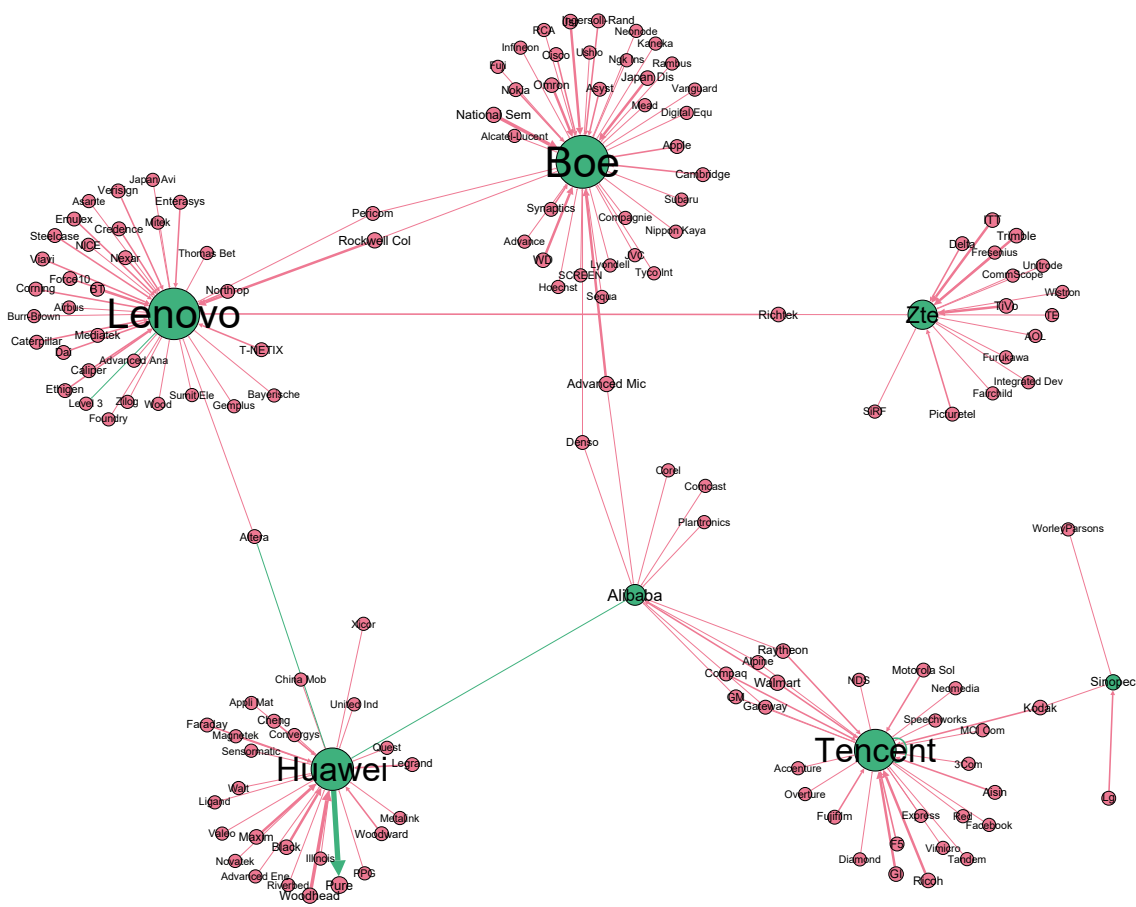 Ingersoll-Rand
RCA
Neonode
Infineon
Cisco
Ushio
Kaneka
Fuji
Ngk Ins
Rambus
Nokia
Omron
Asyst
Japan Dis
Vanguard
National Sem
Mead
Digital Equ
Alcatel-Lucent
Apple
Boe
Cambridge
Synaptics
Subaru
Compagnie
Nippon Kaya
Advance
WD
JVC
Lyondell
Tyco Int
SCREEN
Hoechst
Sequa
Japan Avi
Verisign
Asante
Enterasys
Emulex
Credence
Mitek
Steelcase
NICE
Nexar
Thomas Bet
Viavi
Force10
BT
Corning
Northrop
Airbus
Burr-Brown
Lenovo
Caterpillar
Mediatek
Dai
Advanced Ana
T-NETIX
Caliper
Ethigen
Level 3
Zilog
Wood
Sumit Ele
Gemplus
Bayerische
Foundry
Pericom
Rockwell Col
Richtek
ITT
Delta
Trimble
Fresenius
CommScope
Unitrode
Wistron
TiVo
Zte
TE
AOL
Furukawa
Integrated Dev
Fairchild
SiRF
Picturetel
Advanced Mic
Denso
Corel
Comcast
Plantronics
WorleyParsons
Altera
Alibaba
Xicor
China Mob
Appli Mat
United Ind
Faraday
Cheng
Magnetek
Convergys
Sensormatic
Quest
Legrand
Huawei
Walt
Ligand
Metalink
Valeo
Maxim
Woodward
Black
Novatek
Illinois
Advanced Ene
PPG
Riverbed
Pure
Woodhead
Raytheon
Alpine
Compaq
Walmart
GM
Gateway
NDS
Motorola Sol
Neomedia
Sinopec
Kodak
Speechworks
MCI Com
Tencent
Accenture
3Com
Overture
Aisin
Fujifilm
Express
Red
Facebook
Lg
F5
Vimicro
Tandem
Diamond
GI
Ricoh